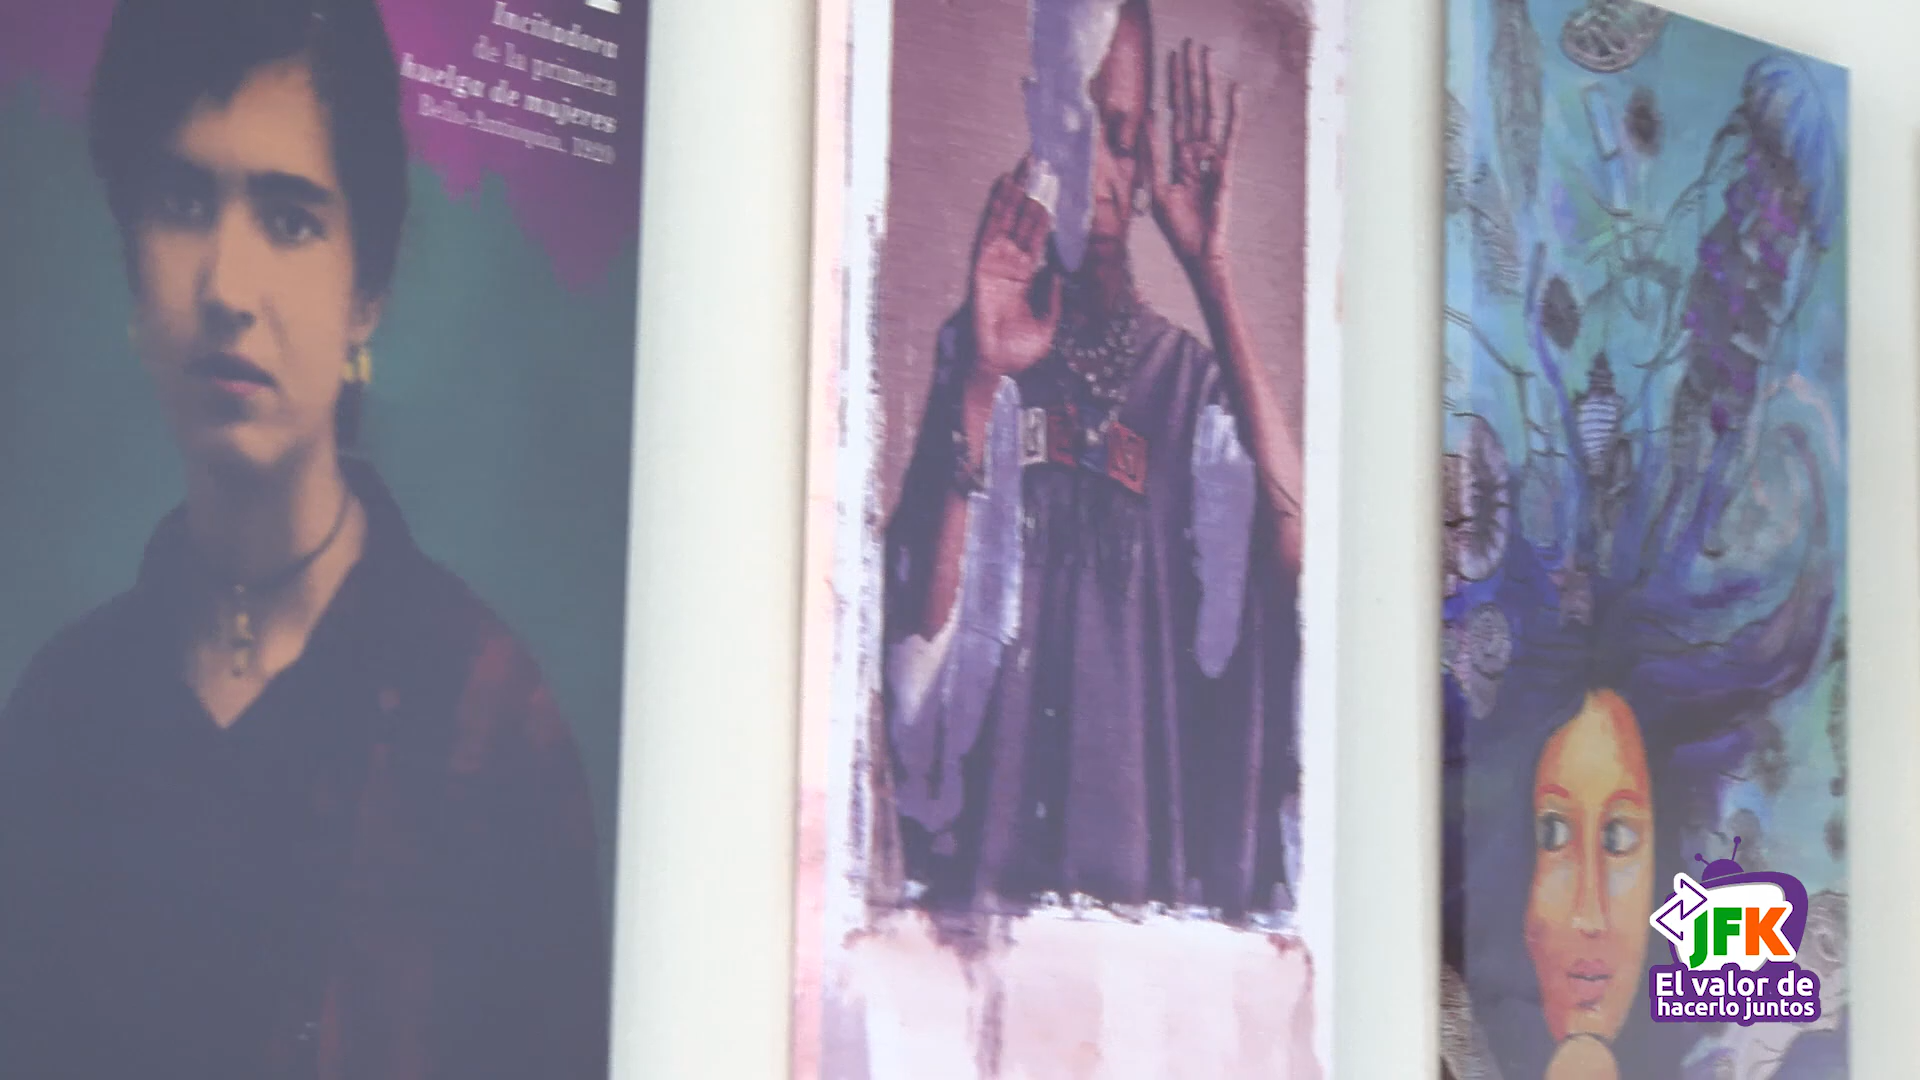 Incitadora
de la primera
huelga de mujeres
Bello-Antioquia, 1920
JFK
El valor de
hacerlo juntos